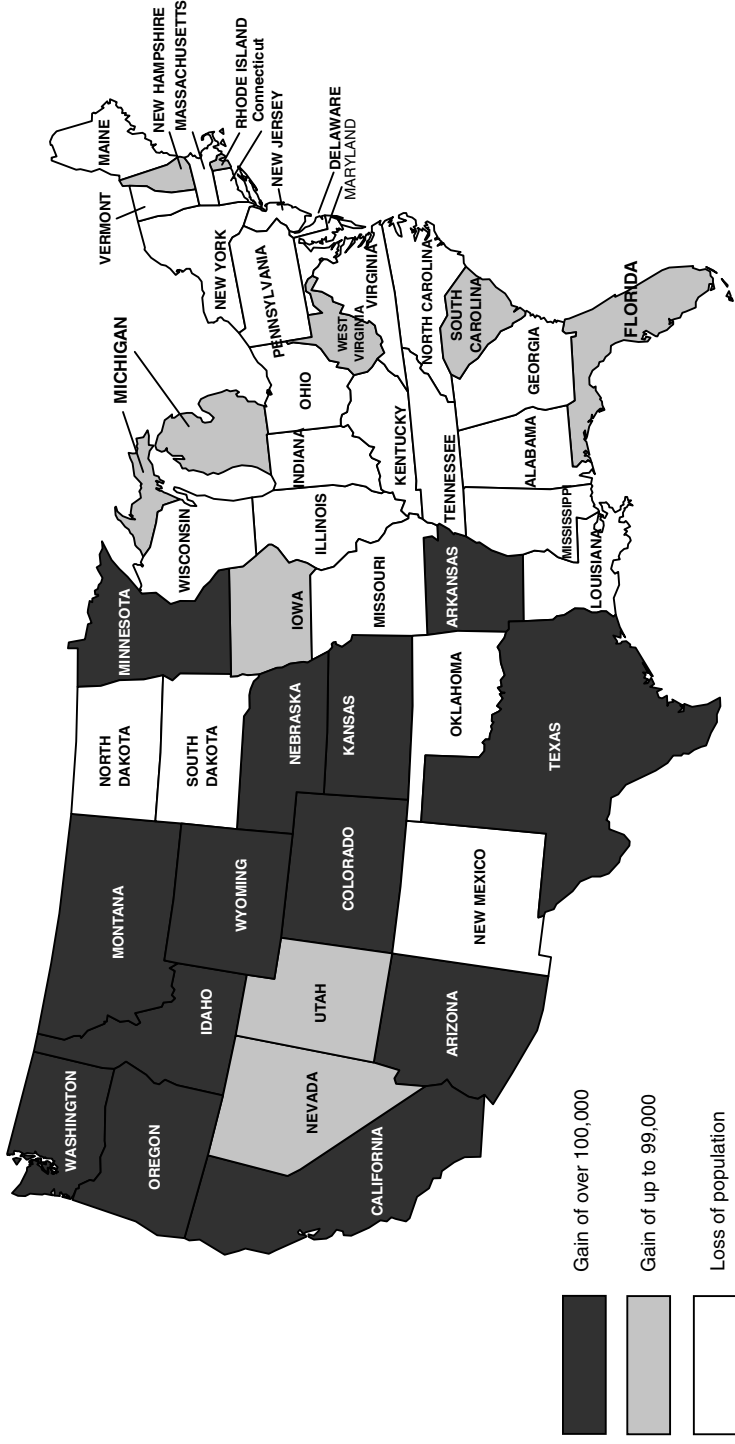 WASHINGTON
OREGON
CALIFORNIA
NEVADA
IDAHO
MONTANA
WYOMING
UTAH
ARIZONA
COLORADO
NEW MEXICO
NORTH
DAKOTA
SOUTH
DAKOTA
NEBRASKA
KANSAS
OKLAHOMA
TEXAS
MINNESOTA
IOWA
MISSOURI
ARKANSAS
LOUISIANA
WISCONSIN
ILLINOIS
MICHIGAN
INDIANA
OHIO
KENTUCKY
TENNESSEE
MISSISSIPP
ALABAMA
GEORGIA
FLORIDA
SOUTH
CAROLINA
NORTH CAROLINA
VIRGINIA
WEST
VIRGINIA
PENNSYLVANIA
NEW YORK
VERMONT
MAINE
NEW HAMPSHIRE
MASSACHUSETTS
RHODE ISLAND
Connecticut
NEW JERSEY
DELAWARE
MARYLAND
Gain of over 100,000
Gain of up to 99,000
Loss of population